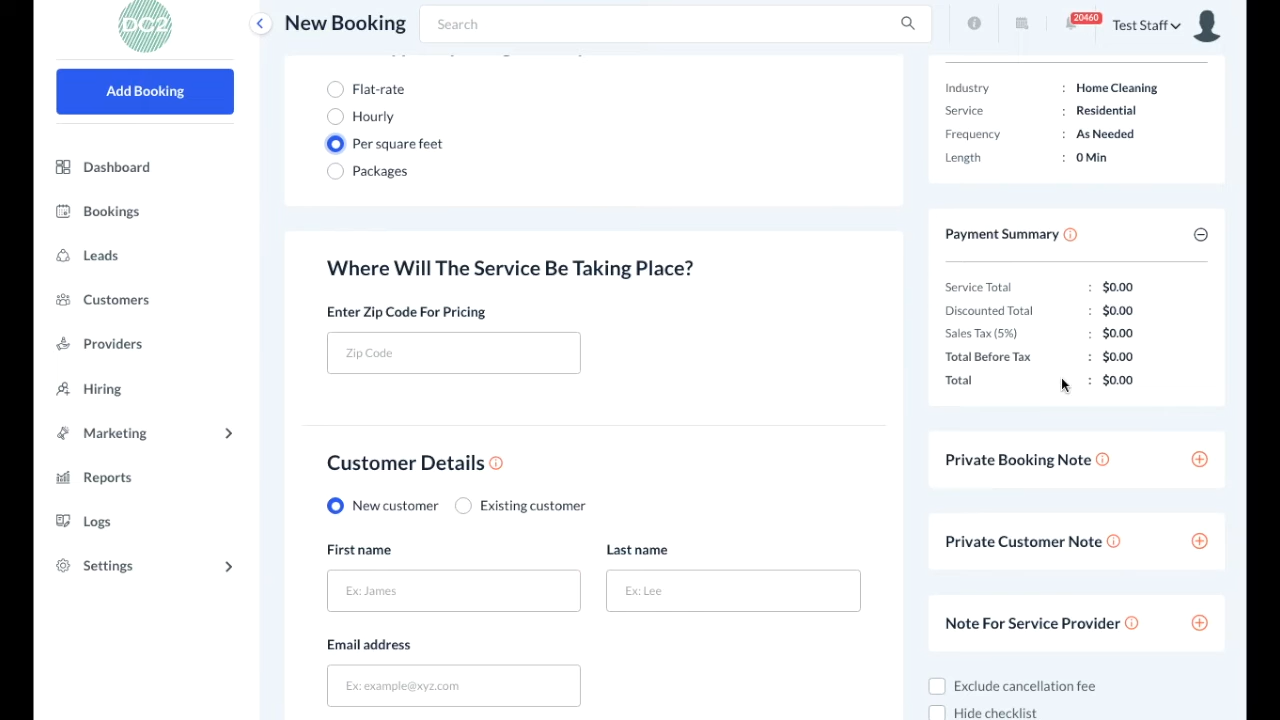 DC2
New Booking
Search
20460
Test Staff
Add Booking
Dashboard
Bookings
Leads
Customers
Providers
Hiring
Marketing
Reports
Logs
Settings
Flat-rate
Hourly
Per square feet
Packages
Where Will The Service Be Taking Place?
Enter Zip Code For Pricing
Zip Code
Customer Details
New customer
Existing customer
First name
Last name
Ex: James
Ex: Lee
Email address
Ex: example@xyz.com
Industry : Home Cleaning
Service : Residential
Frequency : As Needed
Length : 0 Min
Payment Summary
Service Total : $0.00
Discounted Total : $0.00
Sales Tax (5%) : $0.00
Total Before Tax : $0.00
Total : $0.00
Private Booking Note
Private Customer Note
Note For Service Provider
Exclude cancellation fee
Hide checklist